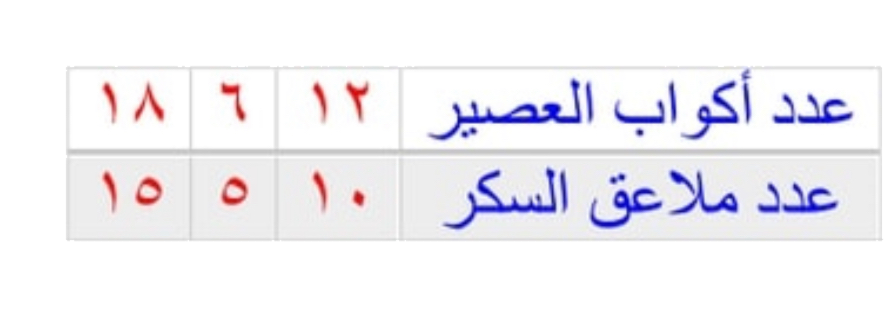 عدد أكواب العصير ١٢ ٦ ١٨
عدد ملاعق السكر ١٠ ٥ ١٥